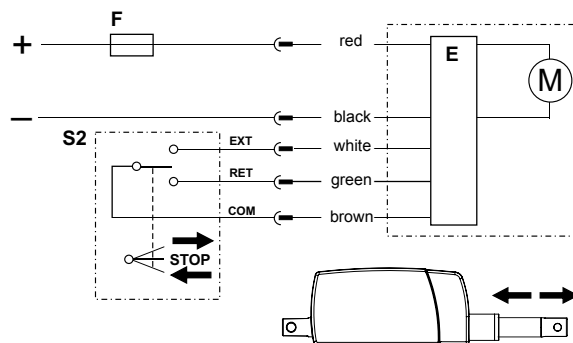 F
+
red
E
M
−
black
S2
EXT
white
RET
green
COM
brown
STOP